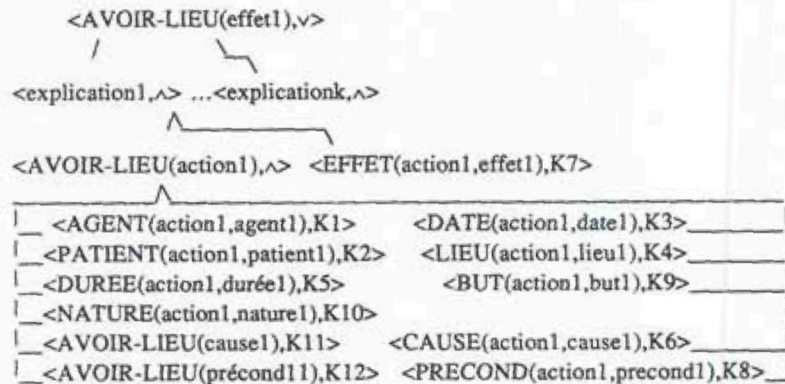 <AVOIR-LIEU(effet1),v>
<explication1,^> ...<explicationk,^>
<AVOIR-LIEU(action1),^> <EFFET(action1,effet1),K7>
<AGENT(action1,agent1),K1> <DATE(action1,date1),K3>
<PATIENT(action1,patient1),K2> <LIEU(action1,lieu1),K4>
<DUREE(action1,durée1),K5> <BUT(action1,but1),K9>
<NATURE(action1,nature1),K10>
<AVOIR-LIEU(cause1),K11> <CAUSE(action1,cause1),K6>
<AVOIR-LIEU(précond11),K12> <PRECOND(action1,precond1),K8>